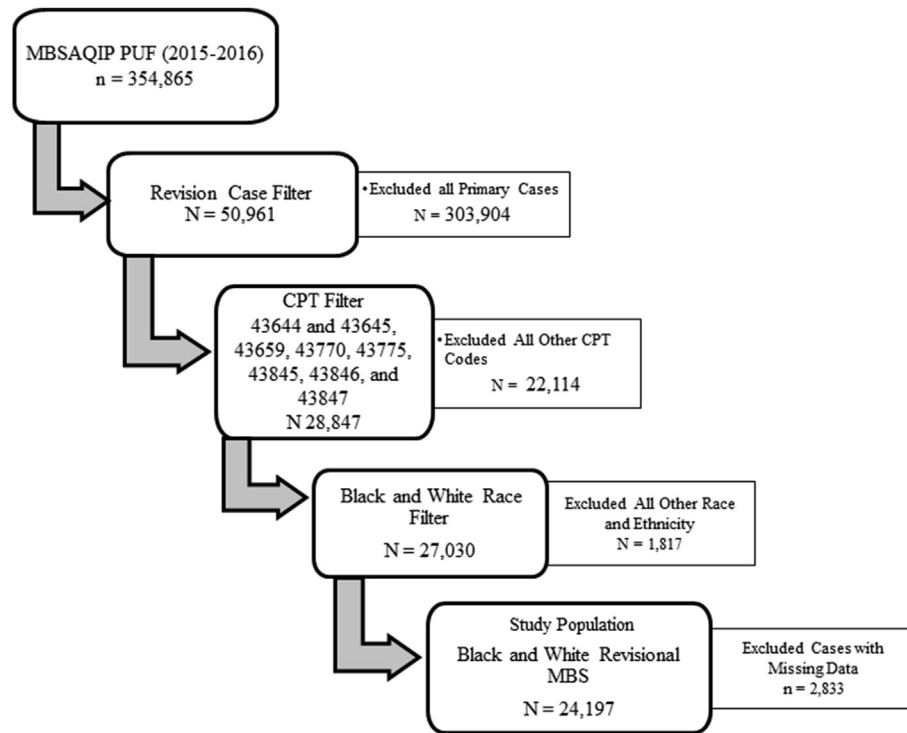 MBSAQIP PUF (2015-2016)
n = 354,865
Revision Case Filter
N = 50,961
•Excluded all Primary Cases
N = 303,904
CPT Filter
43644 and 43645,
43659, 43770, 43775,
43845, 43846, and
43847
N 28,847
•Excluded All Other CPT
Codes
N = 22,114
Black and White Race
Filter
N = 27,030
Excluded All Other Race
and Ethnicity
N = 1,817
Study Population
Black and White Revisional
MBS
N = 24,197
Excluded Cases with
Missing Data
n = 2,833